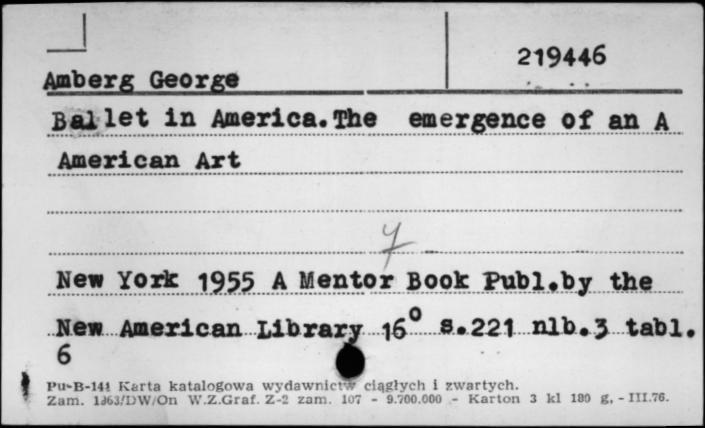 219446
Amberg George
Ballet in America.The emergence of an A
American Art
y
New York 1955 A Mentor Book Publ.by the
New American Library 16° s.221 nlb.3 tabl.
6
Pu-B-141 Karta katalogowa wydawnictw ciągłych i zwartych.
Zam. 1363/DW/On W.Z.Graf. Z-2 zam. 107 - 9.700.000 - Karton 3 kl 180 g, - III.76.